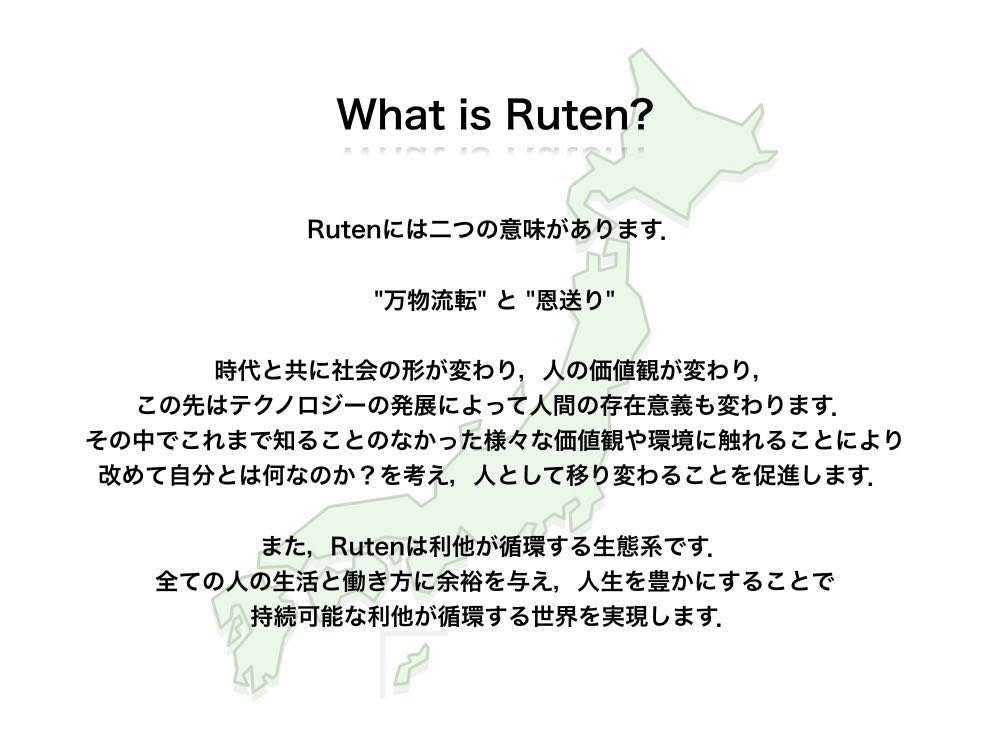 What is Ruten?
Rutenには二つの意味があります．
"万物流転" と "恩送り"
時代と共に社会の形が変わり，人の価値観が変わり，
この先はテクノロジーの発展によって人間の存在意義も変わります．
その中でこれまで知ることのなかった様々な価値観や環境に触れることにより
改めて自分とは何なのか？を考え，人として移り変わることを促進します．
また，Rutenは利他が循環する生態系です．
全ての人の生活と働き方に余裕を与え，人生を豊かにすることで
持続可能な利他が循環する世界を実現します．